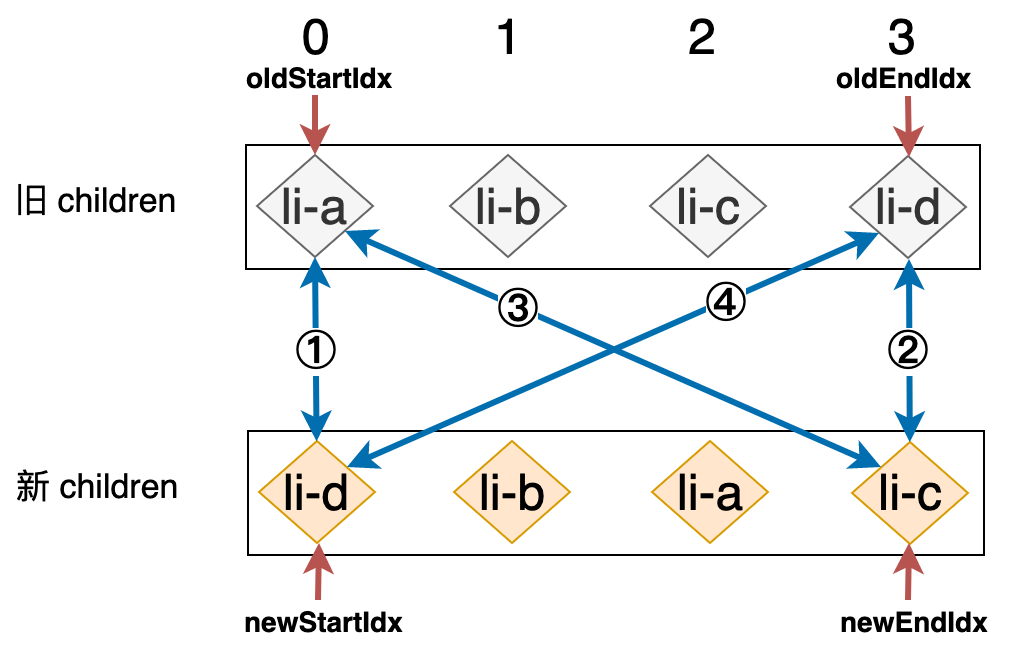 0 1 2 3
oldStartIdx oldEndIdx
旧 children li-a li-b li-c li-d
③ ④
① ②
新 children li-d li-b li-a li-c
newStartIdx newEndIdx